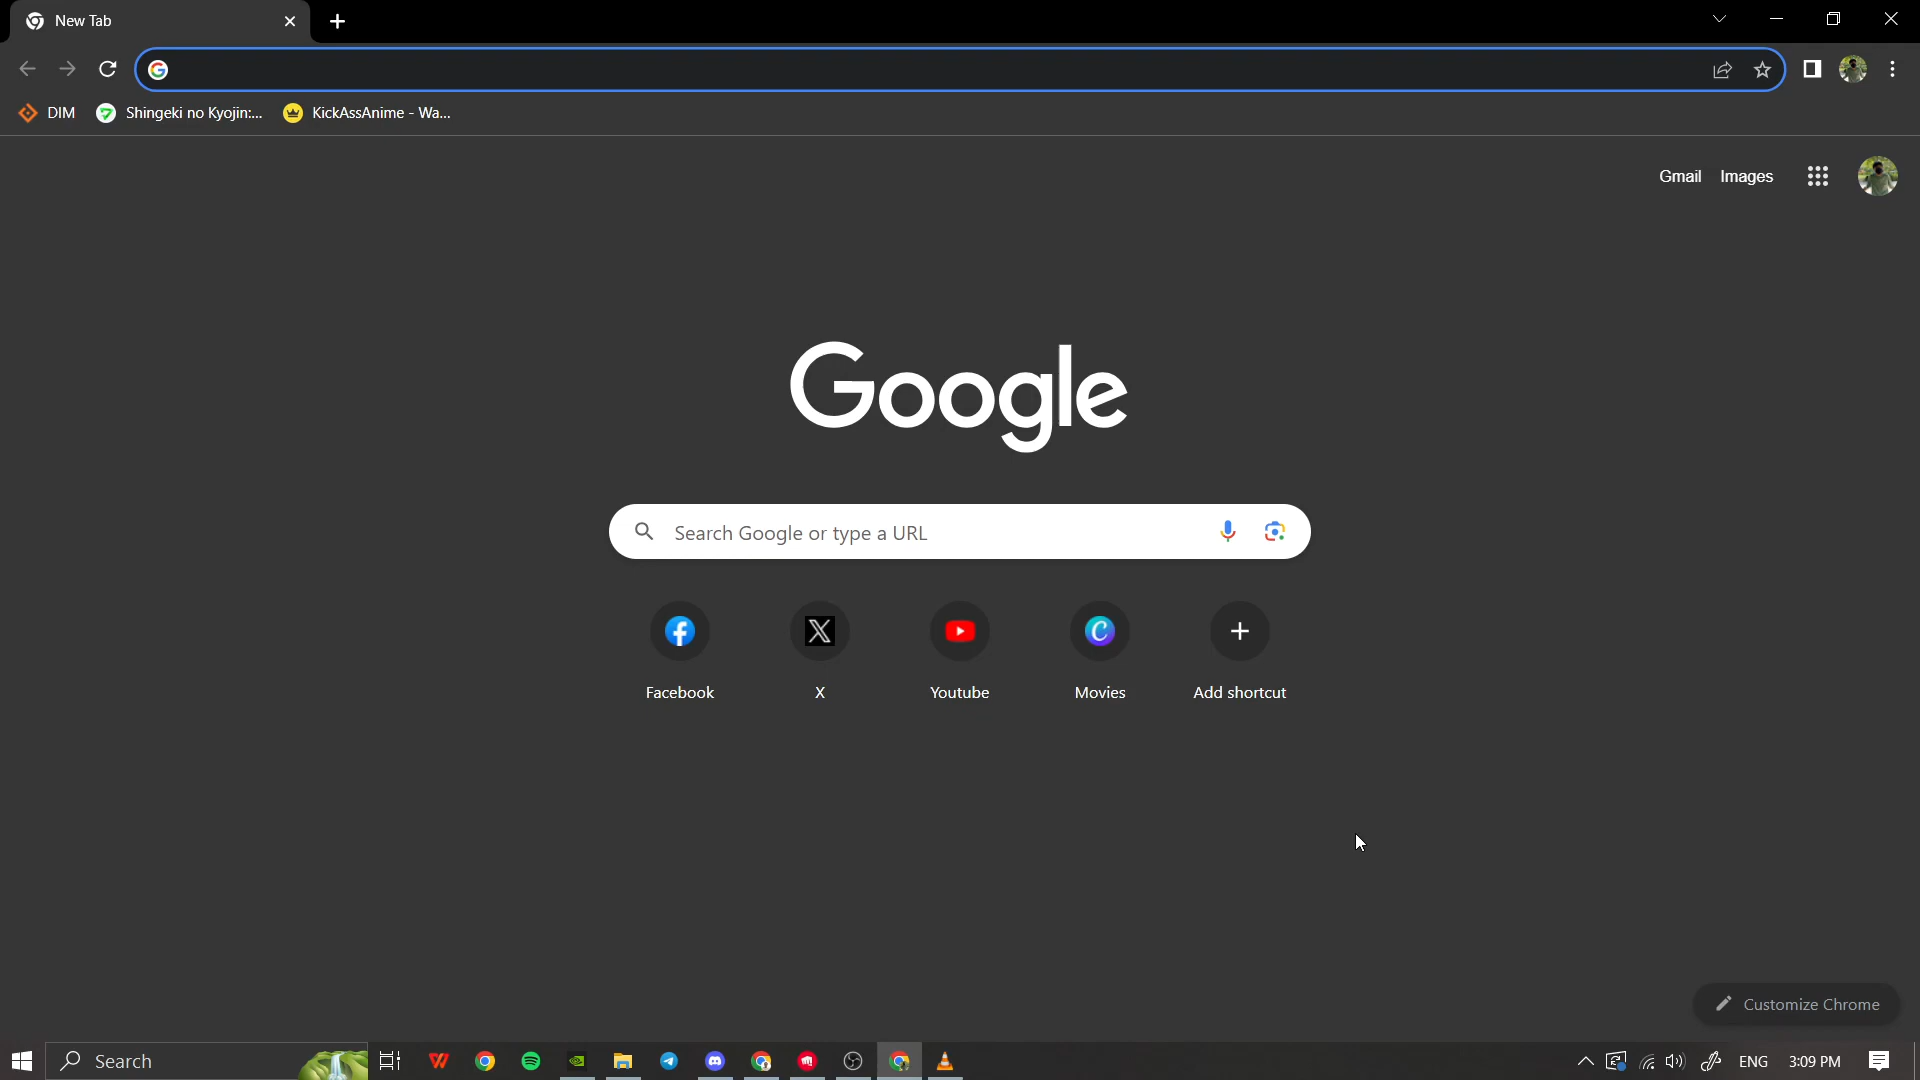 New Tab
DIM
Shingeki no Kyojin:...
KickAssAnime - Wa...
Gmail Images
Google
Search Google or type a URL
Facebook
X
Youtube
Movies
Add shortcut
Customize Chrome
Search
ENG
3:09 PM